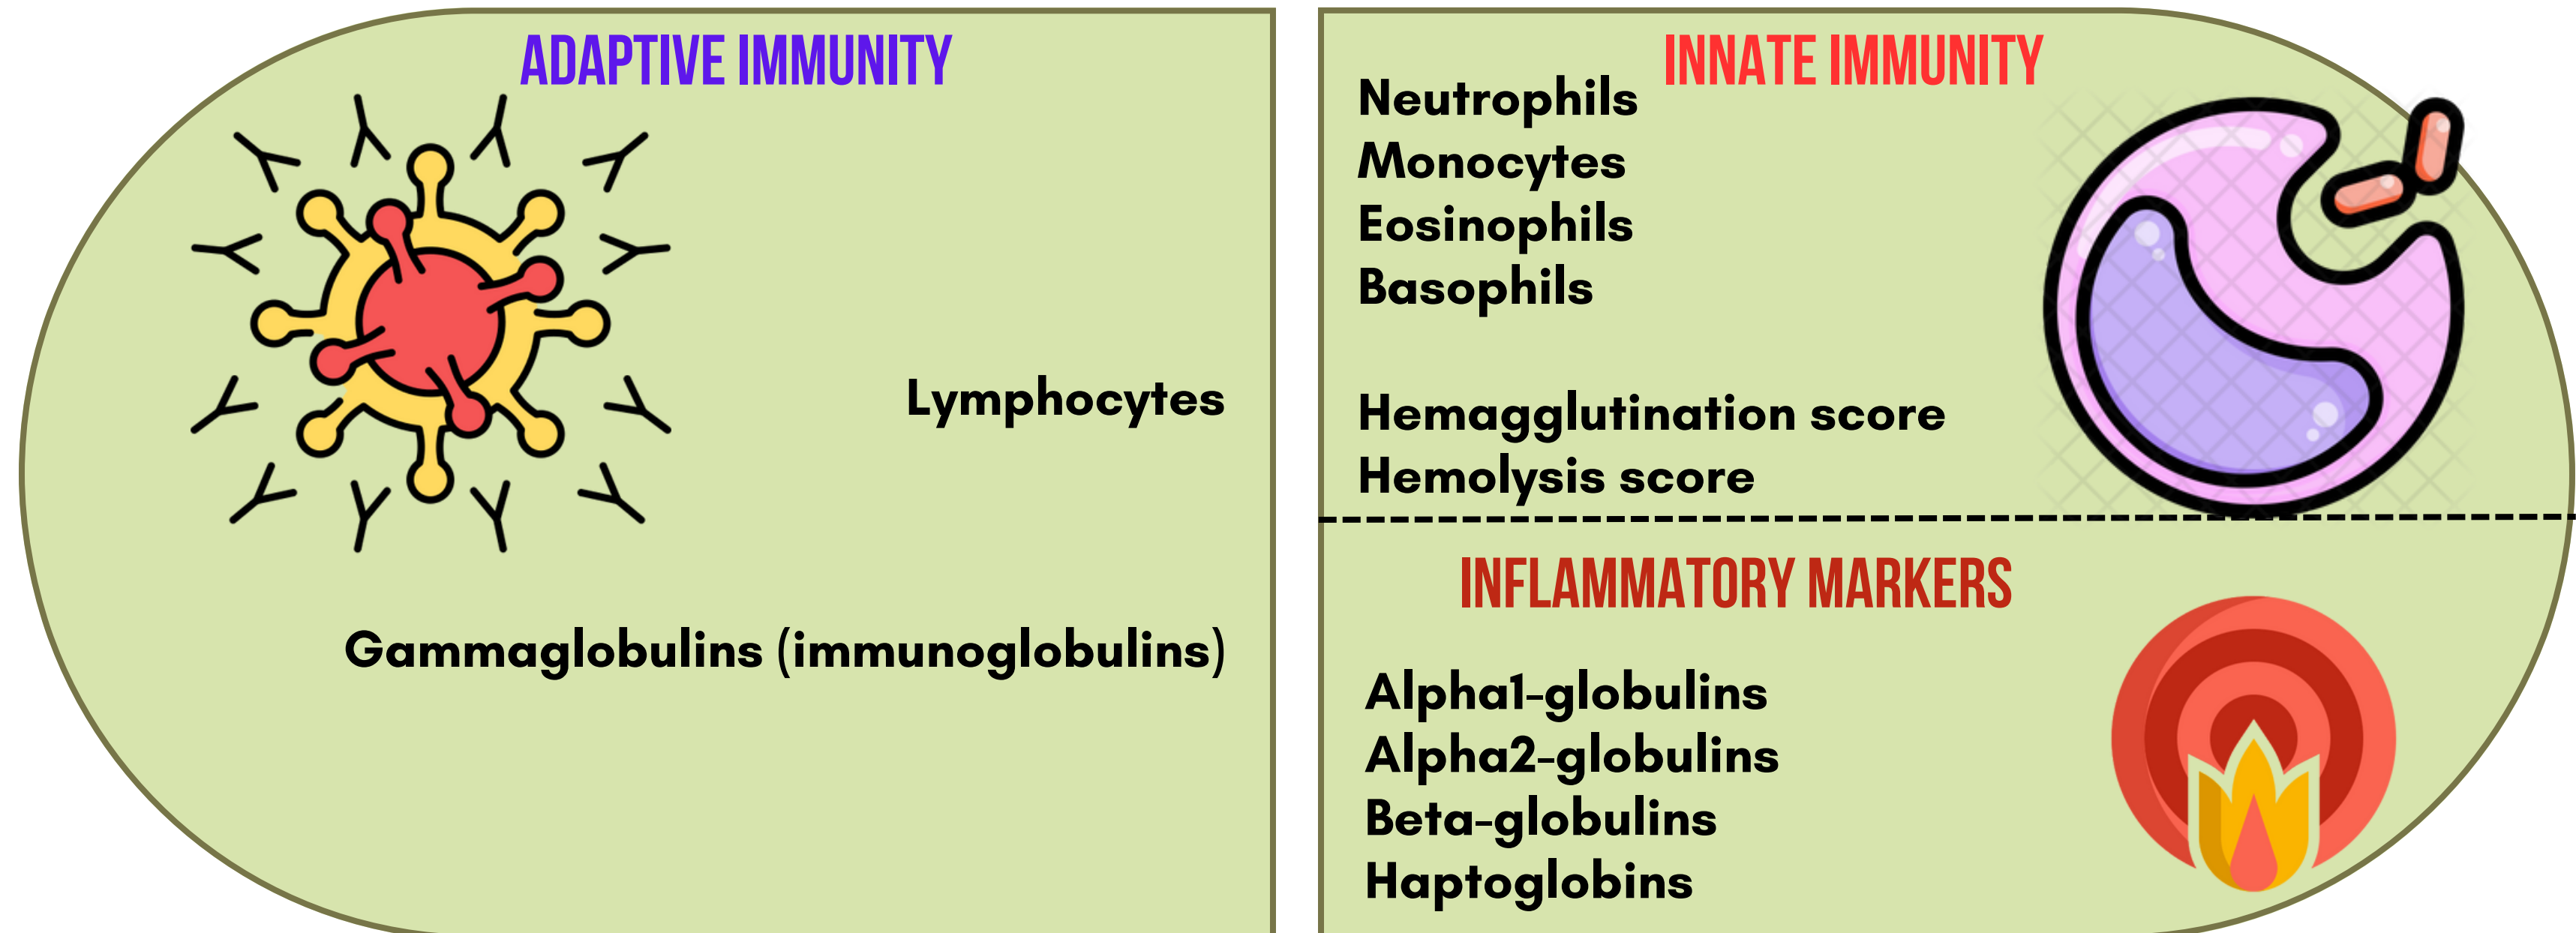 ADAPTIVE IMMUNITY
Lymphocytes
Gammaglobulins (immunoglobulins)
INNATE IMMUNITY
Neutrophils
Monocytes
Eosinophils
Basophils
Hemagglutination score
Hemolysis score
INFLAMMATORY MARKERS
Alpha1-globulins
Alpha2-globulins
Beta-globulins
Haptoglobins